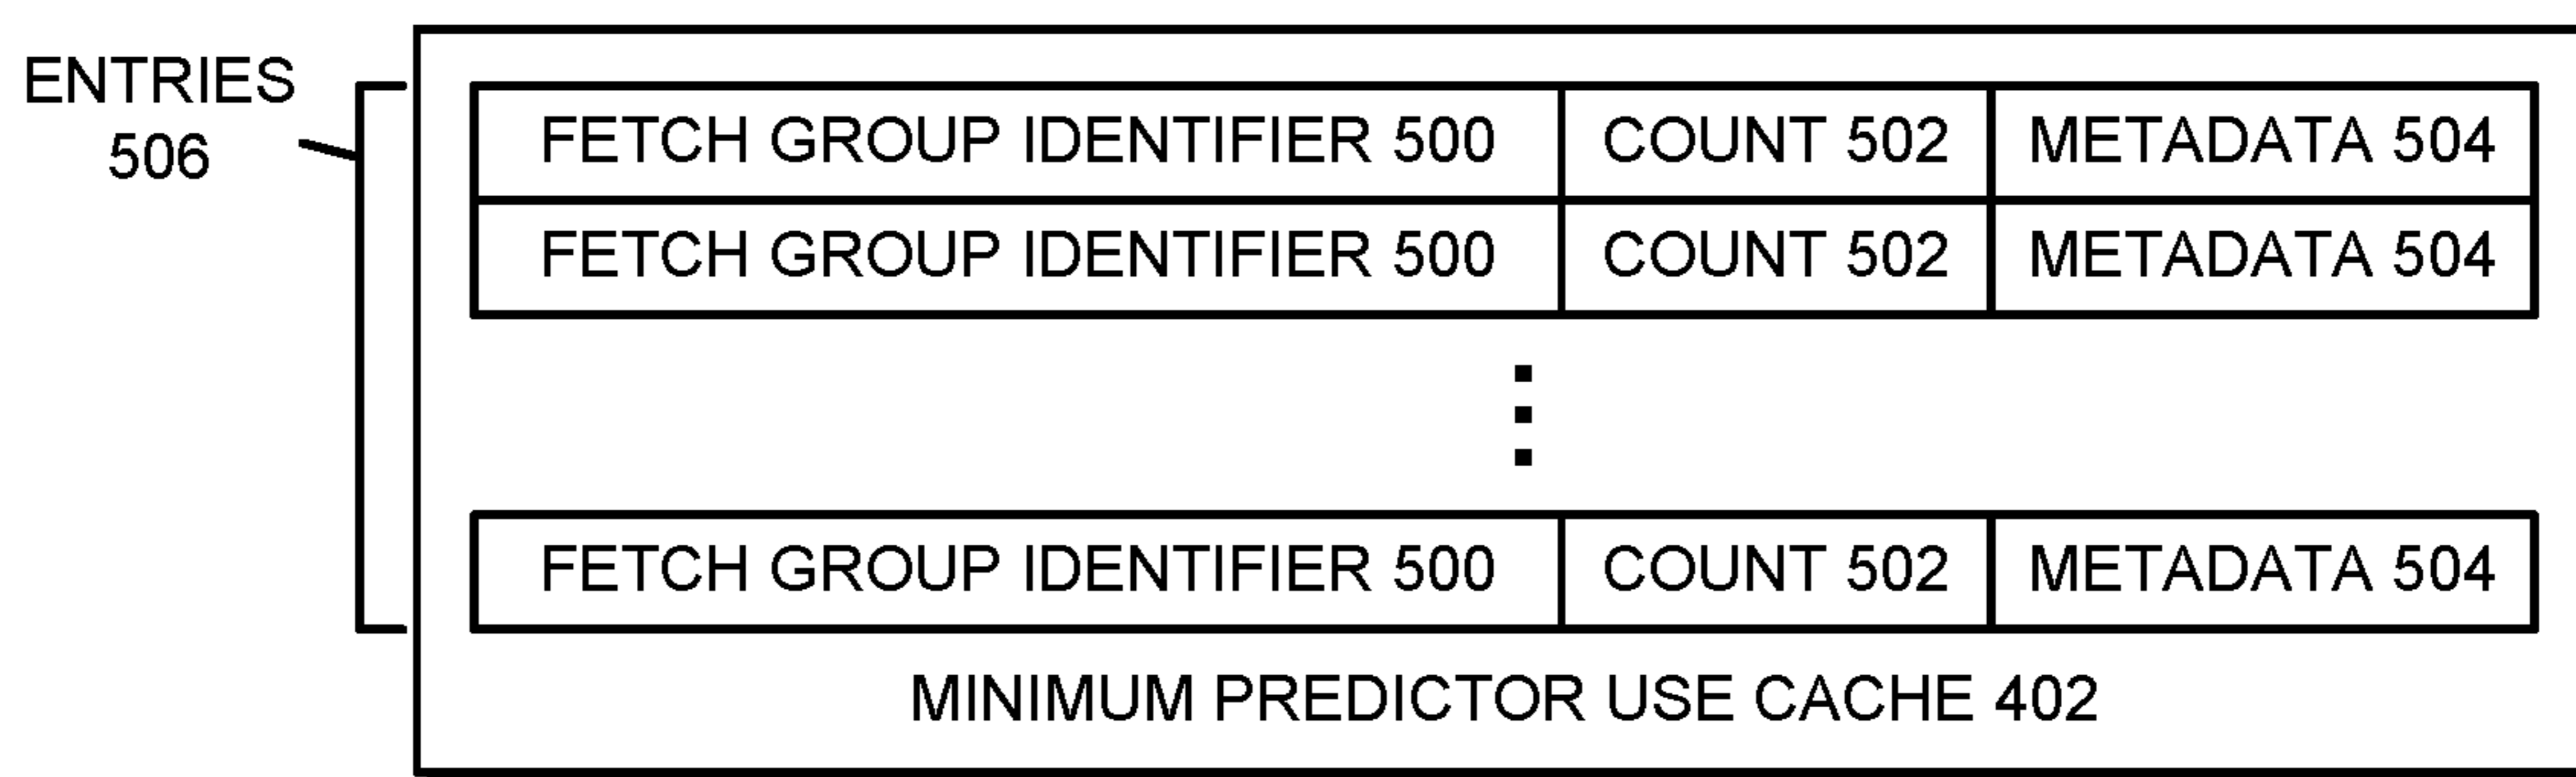 ENTRIES
506
FETCH GROUP IDENTIFIER 500 COUNT 502 METADATA 504
FETCH GROUP IDENTIFIER 500 COUNT 502 METADATA 504
FETCH GROUP IDENTIFIER 500 COUNT 502 METADATA 504
MINIMUM PREDICTOR USE CACHE 402